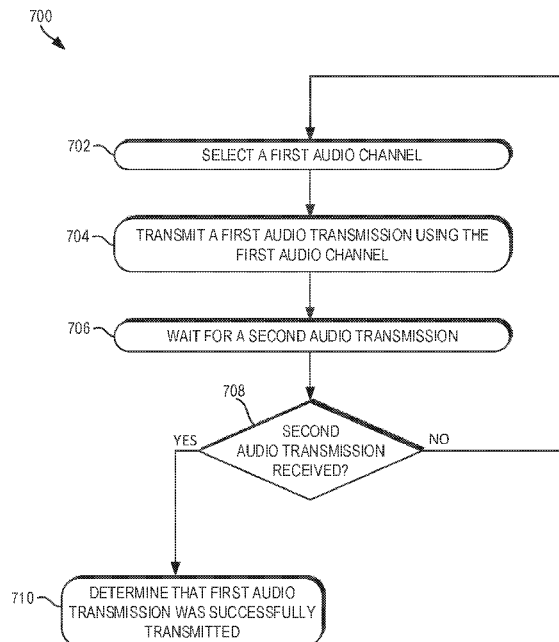 700
702
SELECT A FIRST AUDIO CHANNEL
704
TRANSMIT A FIRST AUDIO TRANSMISSION USING THE
FIRST AUDIO CHANNEL
706
WAIT FOR A SECOND AUDIO TRANSMISSION
708
YES
SECOND
AUDIO TRANSMISSION
RECEIVED?
NO
710
DETERMINE THAT FIRST AUDIO
TRANSMISSION WAS SUCCESSFULLY
TRANSMITTED